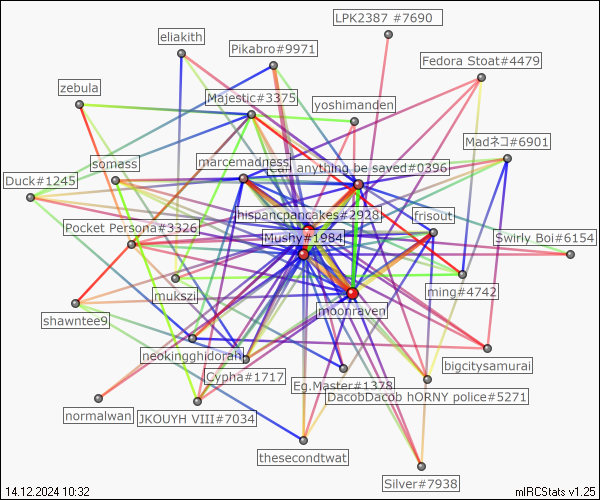 LPK2387 #7690
eliakith
Pikabro#9971
Fedora Stoat#4479
zebula
Majestic#3375
yoshimanden
Madネコ#6901
somass
marcemadness
Can anything be saved#0396
Duck#1245
hispancpancakes#2928
frisout
Pocket Persona#3326
Mushy#1984
Swirly Boi#6154
mukszi
ming#4742
shawntee9
moonraven
neokingghidorah
bigcitysamurai
Cypha#1717
Eg.Master#1378
DacobDacob hORNY police#5271
normalwan
JKOUYH VIII#7034
thesecondtwat
Silver#7938
14.12.2024 10:32
mIRCStats v1.25